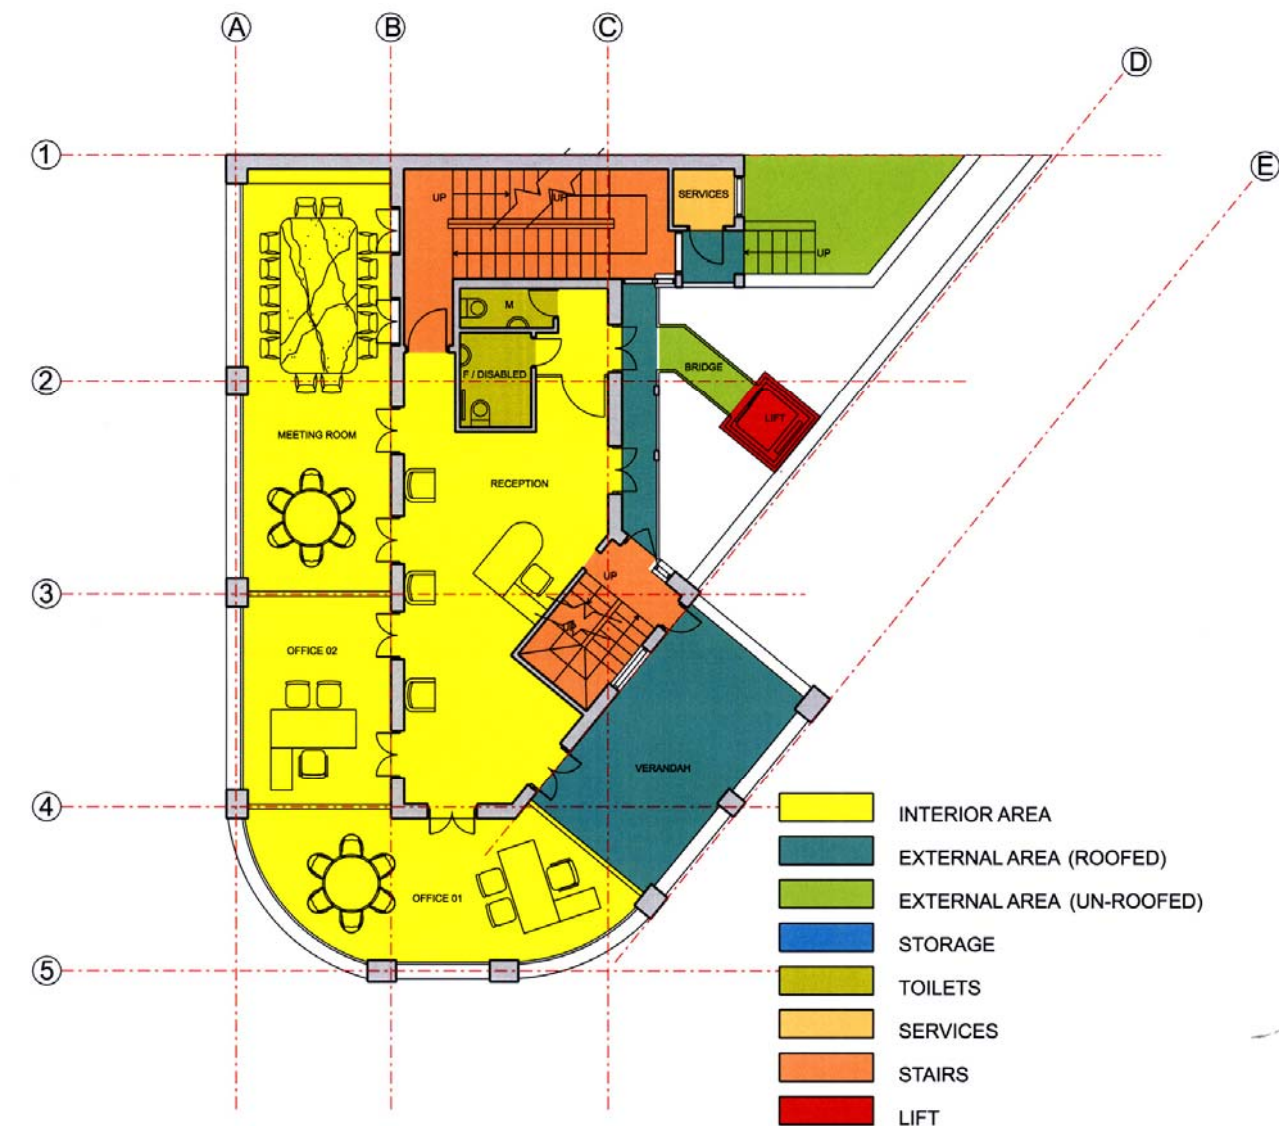 A
B
C
D
1
E
SERVICES
UP
UP
UP
M
BRIDGE
2
F / DISABLED
LIFT
MEETING ROOM
RECEPTION
UP
3
OFFICE 02
VERANDAH
4
INTERIOR AREA
EXTERNAL AREA (ROOFED)
OFFICE 01
EXTERNAL AREA (UN-ROOFED)
STORAGE
5
TOILETS
SERVICES
STAIRS
LIFT